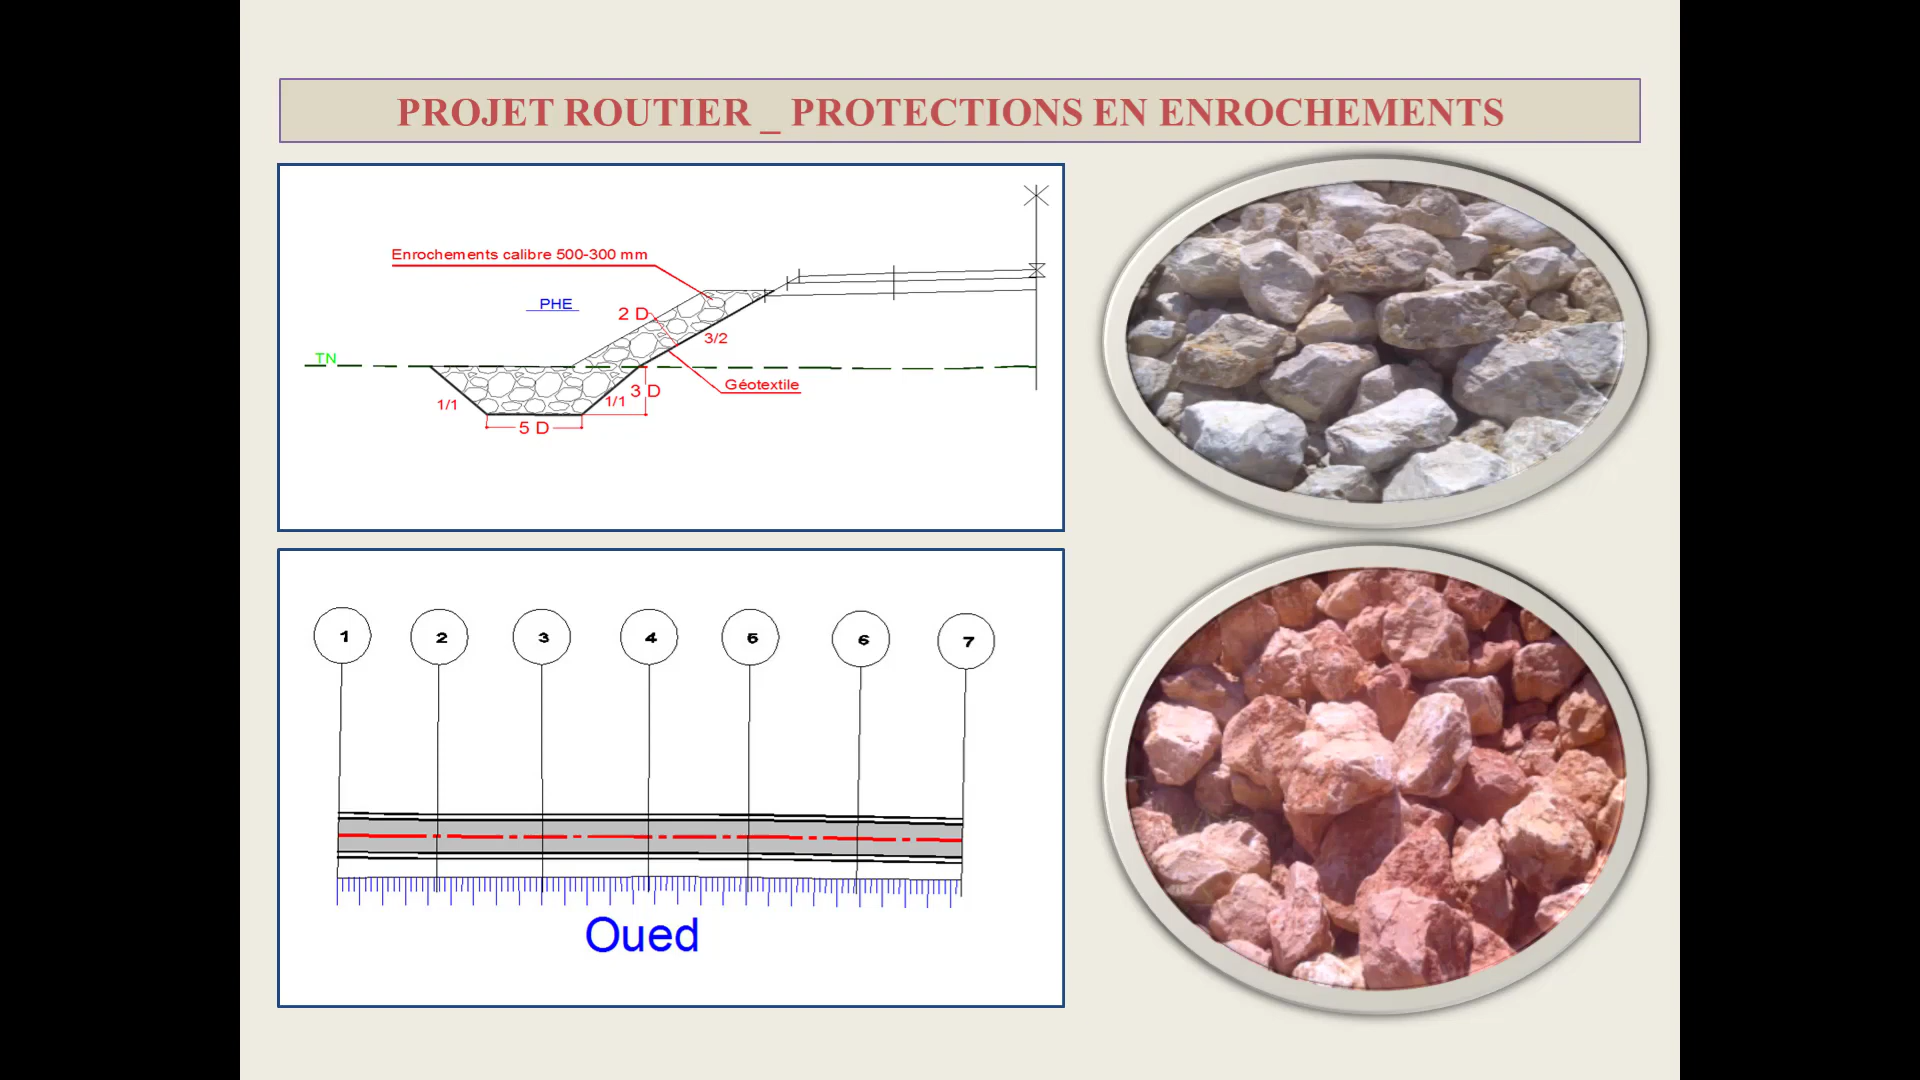 PROJET ROUTIER _ PROTECTIONS EN ENROCHEMENTS
Enrochements calibre 500-300 mm
PHE
2 D
3/2
TN
Géotextile
3 D
1/1
1/1
5 D
1 2 3 4 5 6 7
Oued